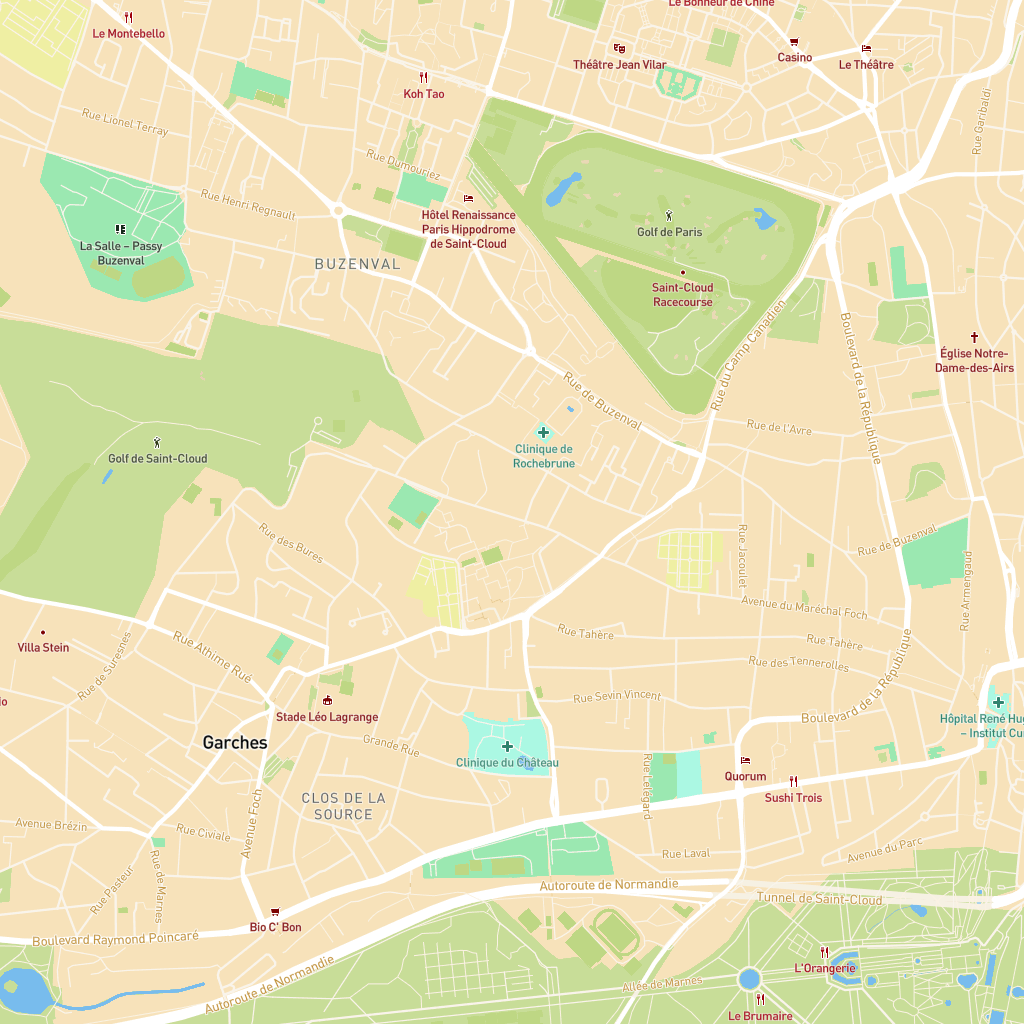 Le Bonheur de Chine
Le Montebello
Théâtre Jean Vilar
Casino
Le Théâtre
Koh Tao
Rue Garibaldi
Rue Lionel Terray
Rue Dumouriez
Rue Henri Regnault
Hôtel Renaissance
Paris Hippodrome
de Saint-Cloud
Golf de Paris
La Salle – Passy
Buzenval
BUZENVAL
Saint-Cloud
Racecourse
Rue du Camp Canadien
Boulevard de la République
Église Notre-
Dame-des-Airs
Rue de Buzenval
Rue de l'Avre
Clinique de
Rochebrune
Golf de Saint-Cloud
Rue des Bures
Rue Jacoulet
Rue de Buzenval
Rue Armengaud
Avenue du Maréchal Foch
Villa Stein
Rue de Suresnes
Rue Athime Rué
Rue Tahère
Rue Tahère
Rue des Tennerolles
Rue Sevin Vincent
Boulevard de la République
Stade Léo Lagrange
Hôpital René Hug
– Institut Cur
Garches
Grande Rue
Clinique du Château
Rue Lelégard
Quorum
Sushi Trois
CLOS DE LA
SOURCE
Avenue Foch
Avenue Brézin
Rue Civiale
Rue Laval
Avenue du Parc
Rue Pasteur
Rue de Marnes
Autoroute de Normandie
Tunnel de Saint-Cloud
Bio C' Bon
Boulevard Raymond Poincaré
Autoroute de Normandie
L'Orangerie
Allée de Marnes
Le Brumaire